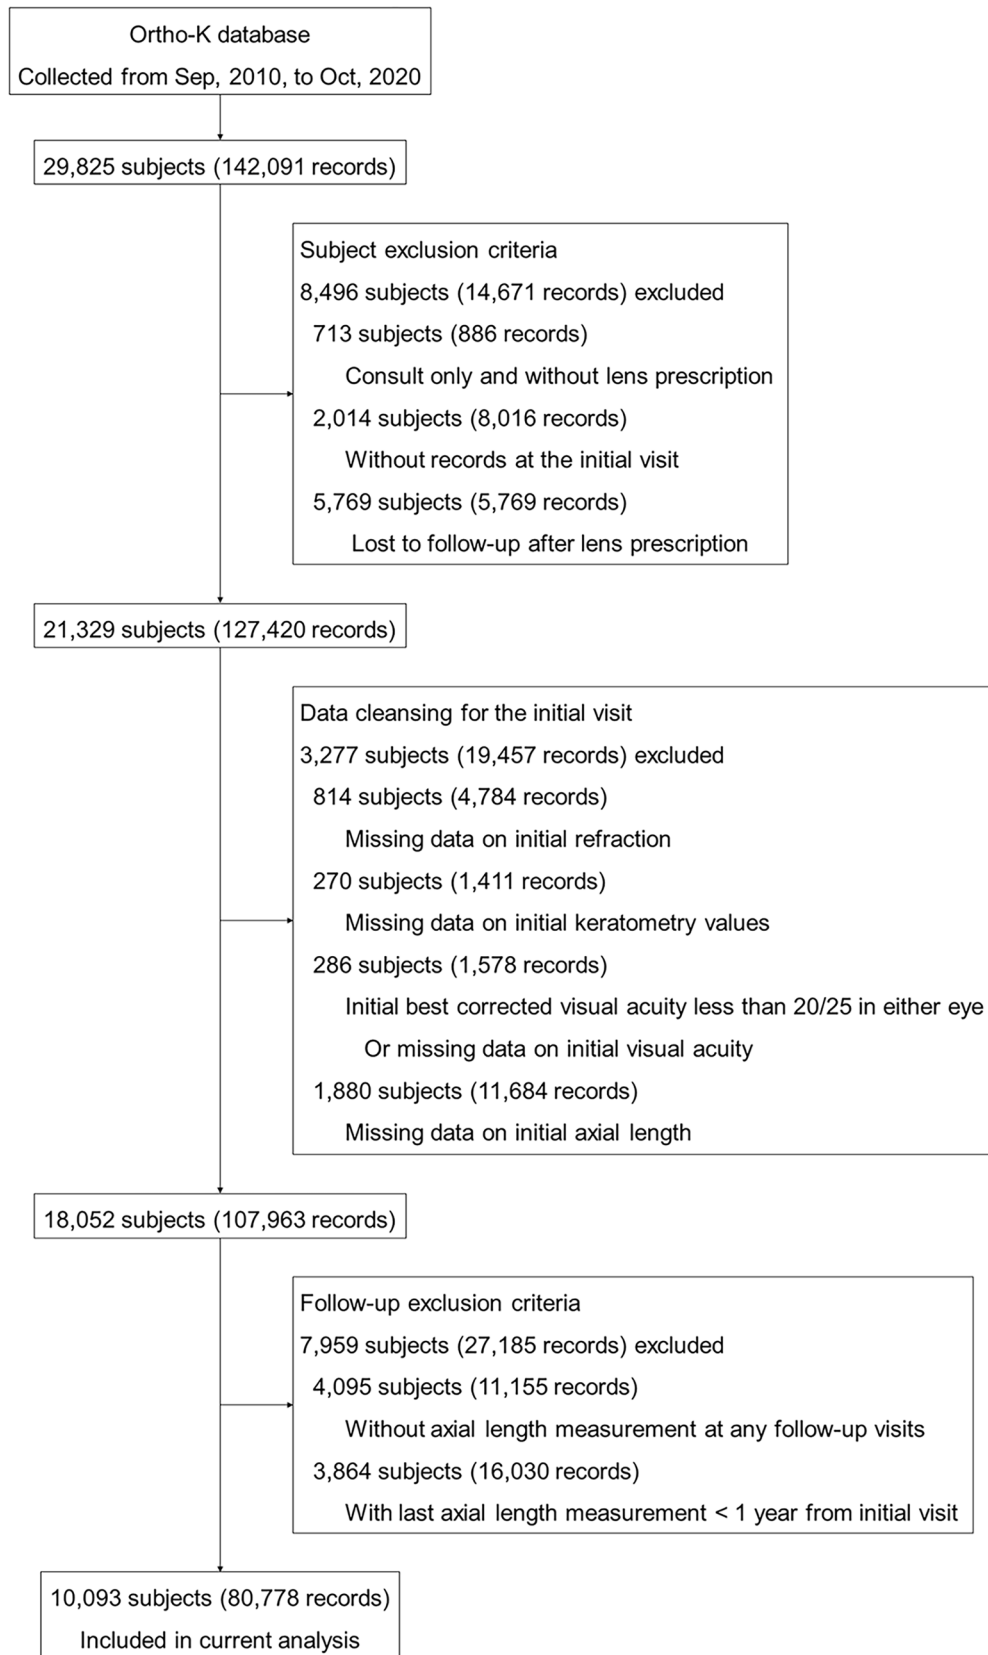 Ortho-K database
Collected from Sep, 2010, to Oct, 2020
29,825 subjects (142,091 records)
Subject exclusion criteria
8,496 subjects (14,671 records) excluded
713 subjects (886 records)
Consult only and without lens prescription
2,014 subjects (8,016 records)
Without records at the initial visit
5,769 subjects (5,769 records)
Lost to follow-up after lens prescription
21,329 subjects (127,420 records)
Data cleansing for the initial visit
3,277 subjects (19,457 records) excluded
814 subjects (4,784 records)
Missing data on initial refraction
270 subjects (1,411 records)
Missing data on initial keratometry values
286 subjects (1,578 records)
Initial best corrected visual acuity less than 20/25 in either eye
Or missing data on initial visual acuity
1,880 subjects (11,684 records)
Missing data on initial axial length
18,052 subjects (107,963 records)
Follow-up exclusion criteria
7,959 subjects (27,185 records) excluded
4,095 subjects (11,155 records)
Without axial length measurement at any follow-up visits
3,864 subjects (16,030 records)
With last axial length measurement < 1 year from initial visit
10,093 subjects (80,778 records)
Included in current analysis